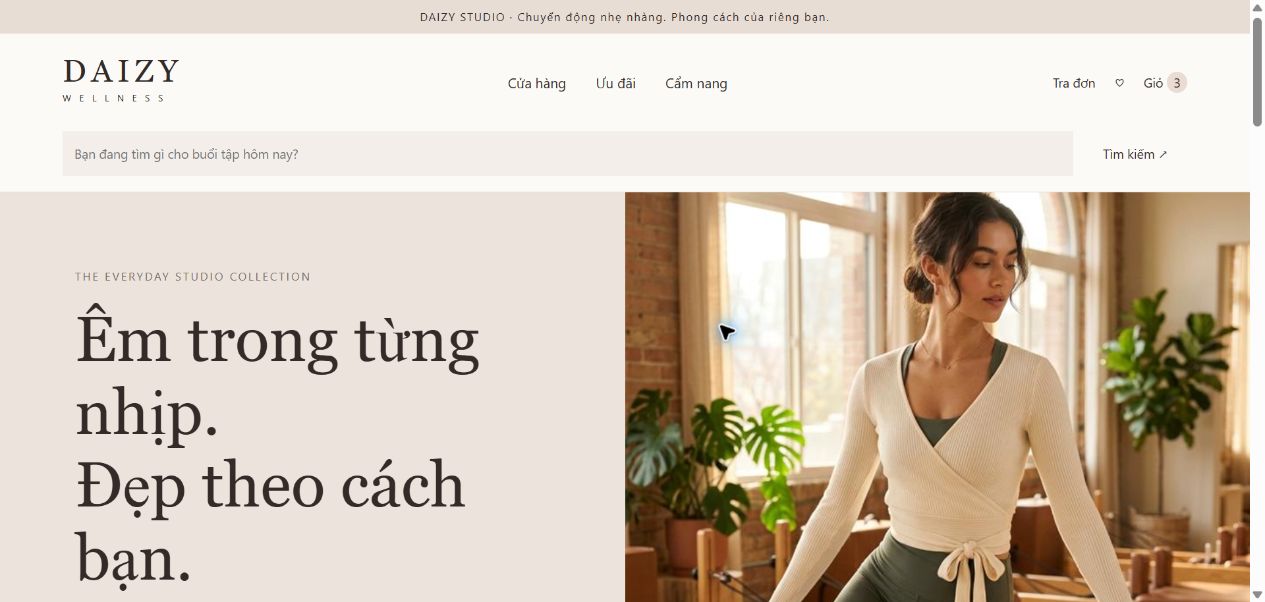 DAIZY STUDIO · Chuyển động nhẹ nhàng. Phong cách của riêng bạn.
DAIZY
WELLNESS
Cửa hàng
Ưu đãi
Cẩm nang
Tra đơn
♡
Giỏ 3
Bạn đang tìm gì cho buổi tập hôm nay?
Tìm kiếm ↗
THE EVERYDAY STUDIO COLLECTION
Êm trong từng
nhịp.
Đẹp theo cách
bạn.